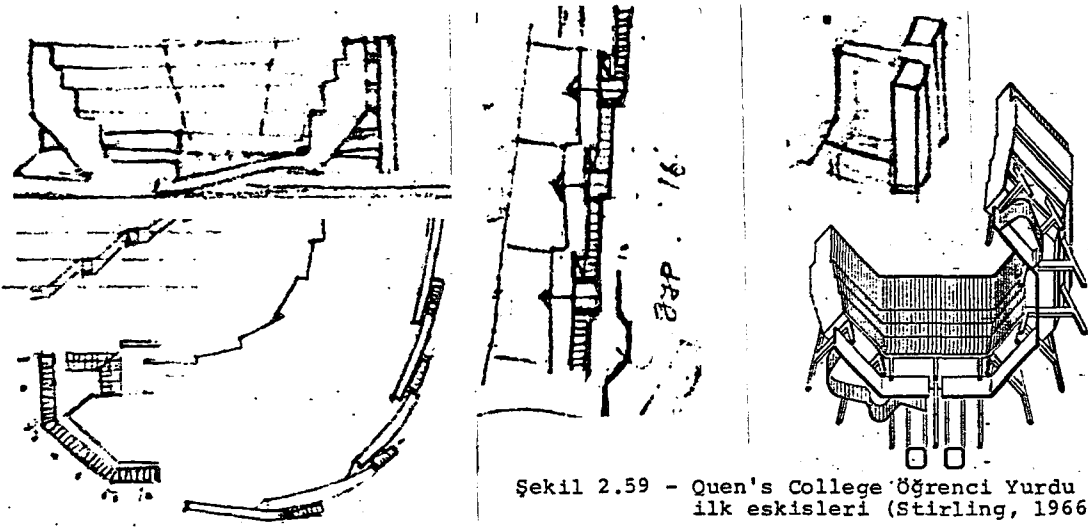 Şekil 2.59 - Quen's College Öğrenci Yurdu
ilk eskisleri (Stirling, 1966